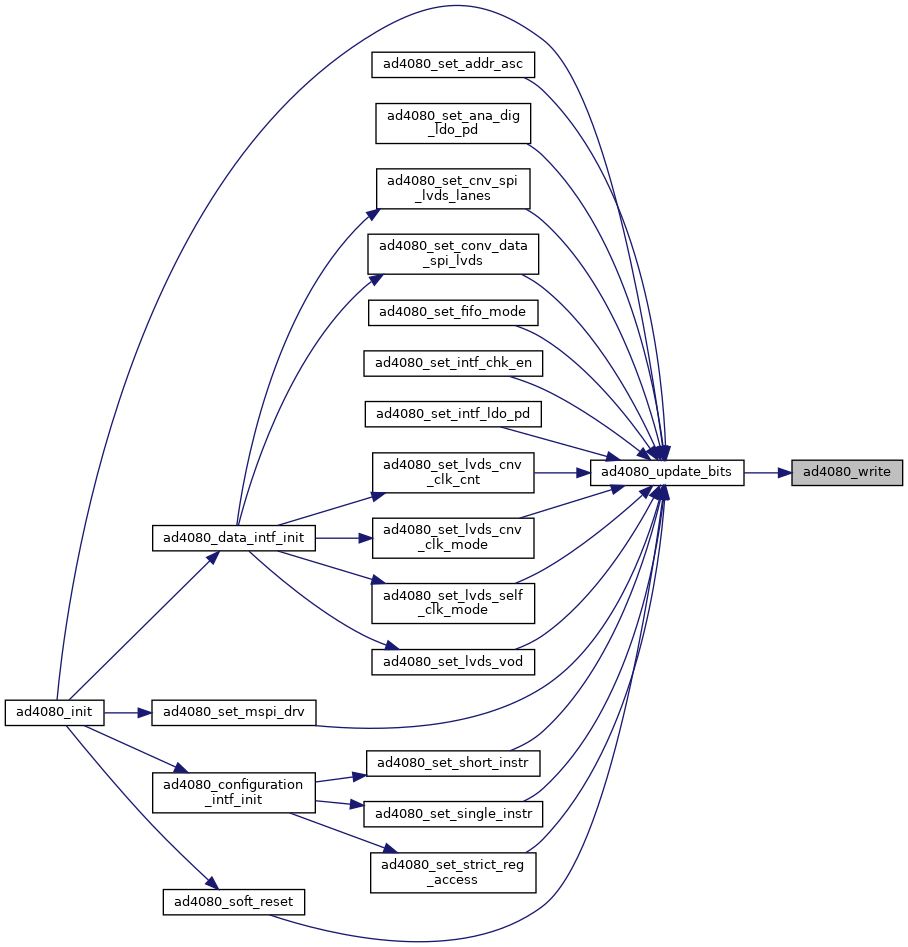 ad4080_set_addr_asc
ad4080_set_ana_dig
_ldo_pd
ad4080_set_cnv_spi
_lvds_lanes
ad4080_set_conv_data
_spi_lvds
ad4080_set_fifo_mode
ad4080_set_intf_chk_en
ad4080_set_intf_ldo_pd
ad4080_set_lvds_cnv
_clk_cnt
ad4080_update_bits
ad4080_write
ad4080_data_intf_init
ad4080_set_lvds_cnv
_clk_mode
ad4080_set_lvds_self
_clk_mode
ad4080_set_lvds_vod
ad4080_init
ad4080_set_mspi_drv
ad4080_set_short_instr
ad4080_configuration
_intf_init
ad4080_set_single_instr
ad4080_set_strict_reg
_access
ad4080_soft_reset